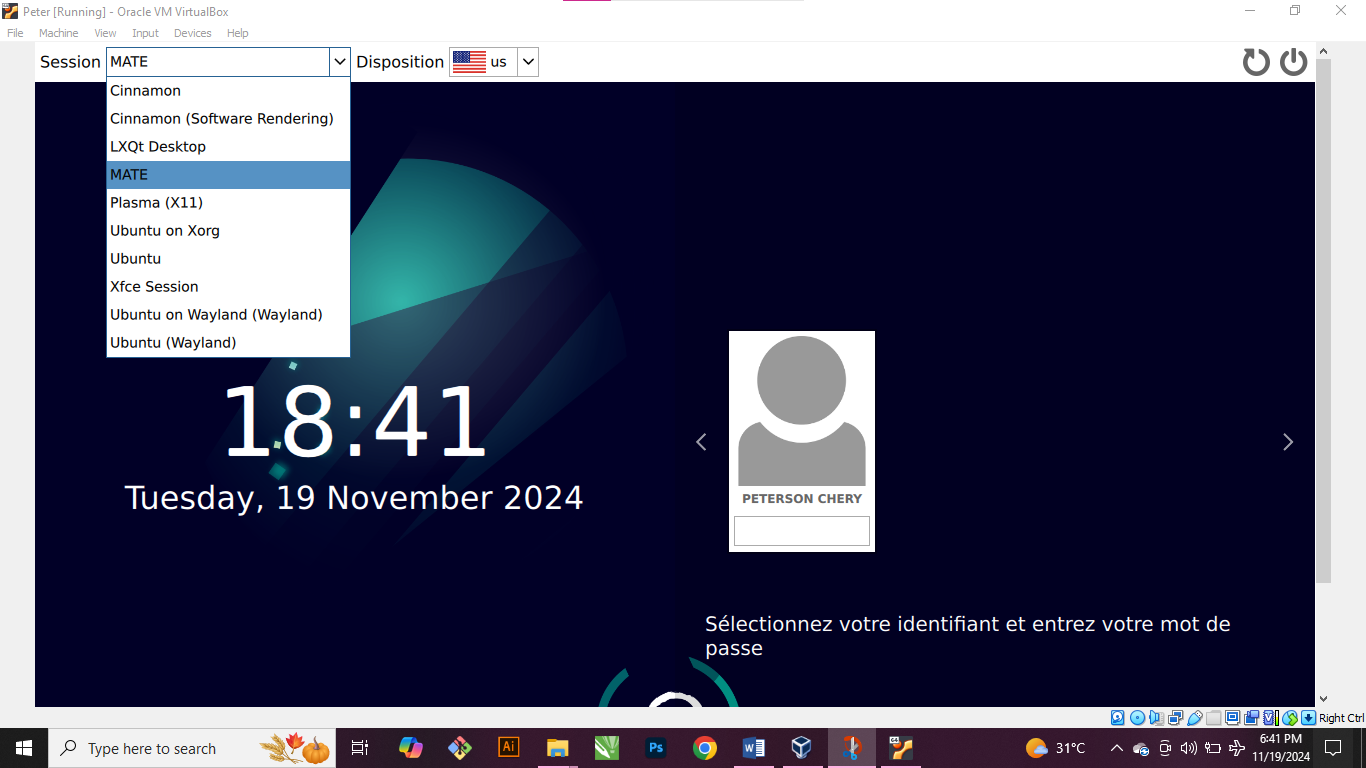 Peter [Running] - Oracle VM VirtualBox
File Machine View Input Devices Help
Session MATE Disposition us
Cinnamon
Cinnamon (Software Rendering)
LXQt Desktop
MATE
Plasma (X11)
Ubuntu on Xorg
Ubuntu
Xfce Session
Ubuntu on Wayland (Wayland)
Ubuntu (Wayland)
18:41
Tuesday, 19 November 2024
PETERSON CHERY
Sélectionnez votre identifiant et entrez votre mot de
passe
Right Ctrl
Type here to search
Ai
Ps
W
31°C
6:41 PM
11/19/2024